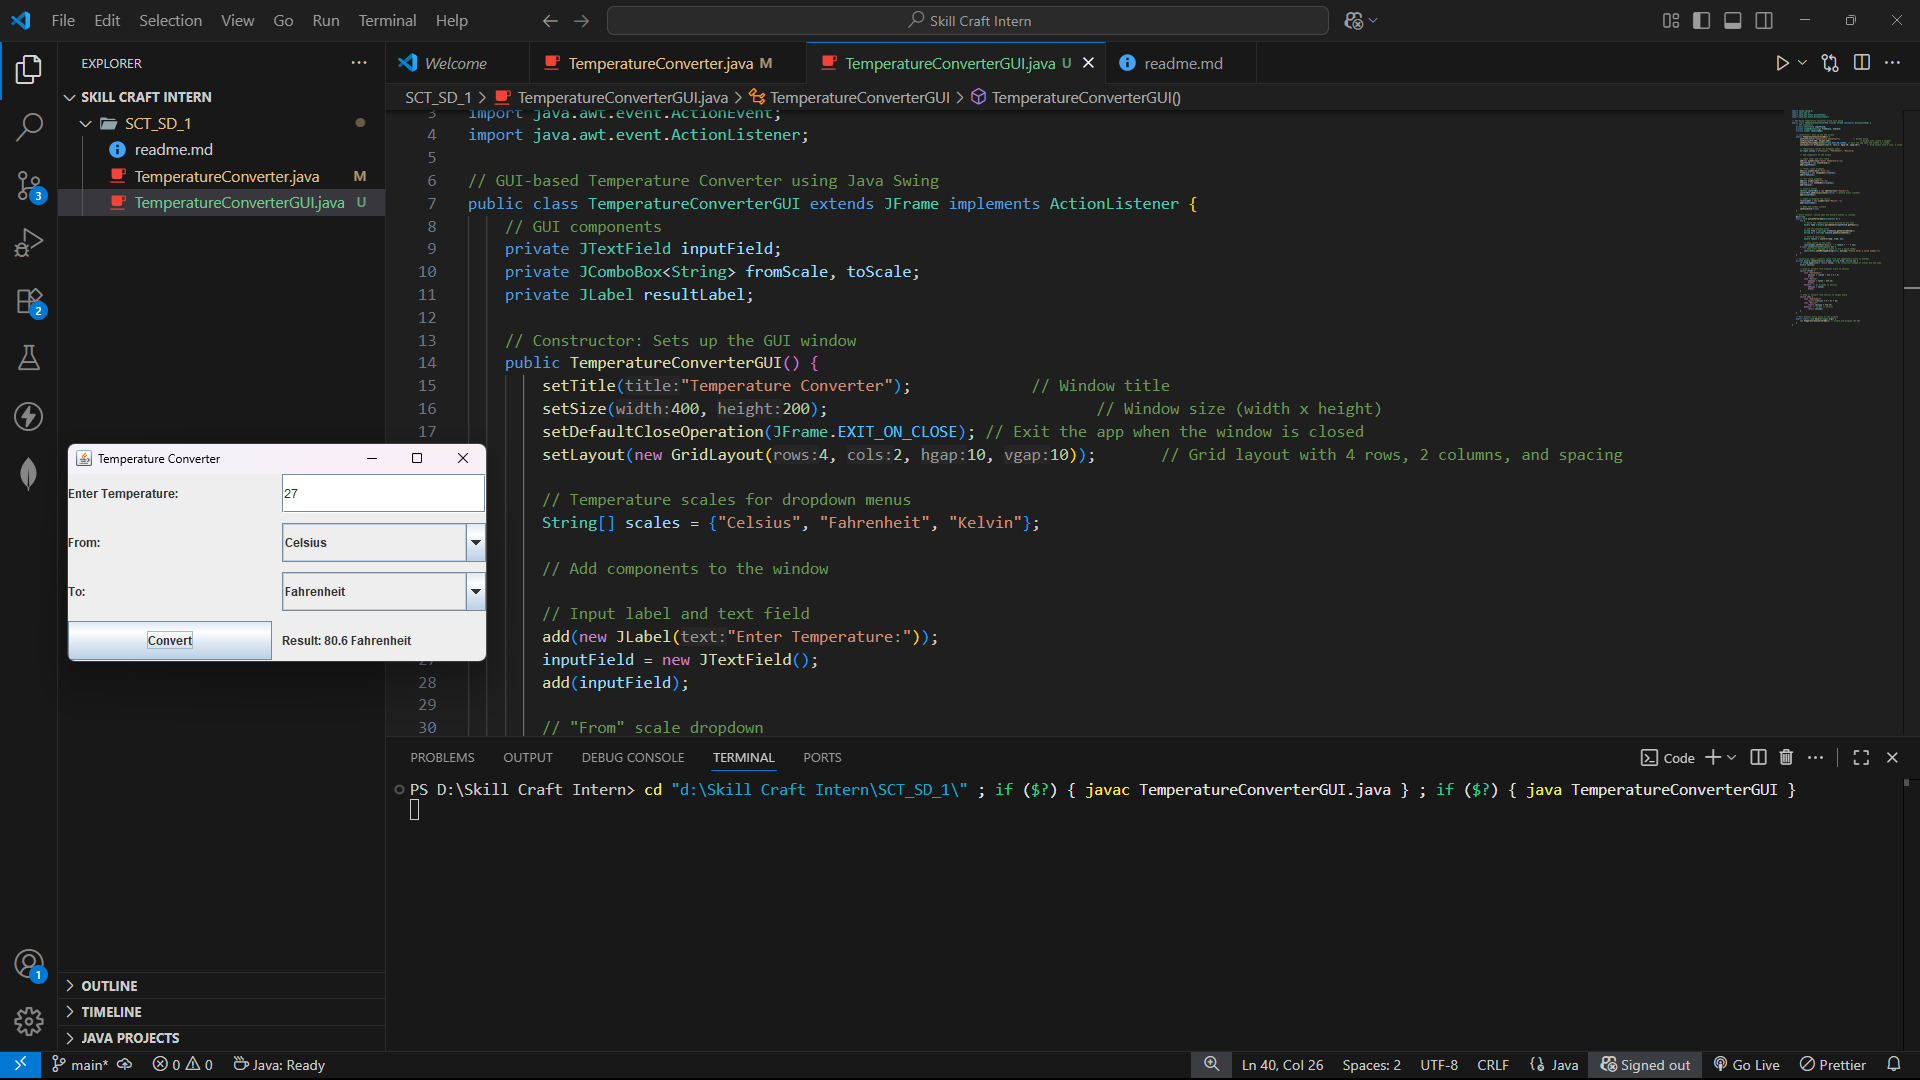 File Edit Selection View Go Run Terminal Help
Skill Craft Intern
EXPLORER
SKILL CRAFT INTERN
SCT_SD_1
readme.md
TemperatureConverter.java M
TemperatureConverterGUI.java U
3
2
Welcome
TemperatureConverter.java M
TemperatureConverterGUI.java U
readme.md
SCT_SD_1 > TemperatureConverterGUI.java > TemperatureConverterGUI > TemperatureConverterGUI()
3 import java.awt.event.ActionEvent;
4 import java.awt.event.ActionListener;
5
6 // GUI-based Temperature Converter using Java Swing
7 public class TemperatureConverterGUI extends JFrame implements ActionListener {
8 // GUI components
9 private JTextField inputField;
10 private JComboBox<String> fromScale, toScale;
11 private JLabel resultLabel;
12
13 // Constructor: Sets up the GUI window
14 public TemperatureConverterGUI() {
15 setTitle(title:"Temperature Converter"); // Window title
16 setSize(width:400, height:200); // Window size (width x height)
17 setDefaultCloseOperation(JFrame.EXIT_ON_CLOSE); // Exit the app when the window is closed
setLayout(new GridLayout(rows:4, cols:2, hgap:10, vgap:10)); // Grid layout with 4 rows, 2 columns, and spacing
// Temperature scales for dropdown menus
String[] scales = {"Celsius", "Fahrenheit", "Kelvin"};
// Add components to the window
// Input label and text field
add(new JLabel(text:"Enter Temperature:"));
27 inputField = new JTextField();
28 add(inputField);
29
30 // "From" scale dropdown
Temperature Converter
Enter Temperature: 27
From: Celsius
To: Fahrenheit
Convert Result: 80.6 Fahrenheit
PROBLEMS OUTPUT DEBUG CONSOLE TERMINAL PORTS
Code
PS D:\Skill Craft Intern> cd "d:\Skill Craft Intern\SCT_SD_1\" ; if ($?) { javac TemperatureConverterGUI.java } ; if ($?) { java TemperatureConverterGUI }
1
OUTLINE
TIMELINE
JAVA PROJECTS
main* 0 0 Java: Ready
Ln 40, Col 26 Spaces: 2 UTF-8 CRLF Java Signed out Go Live Prettier